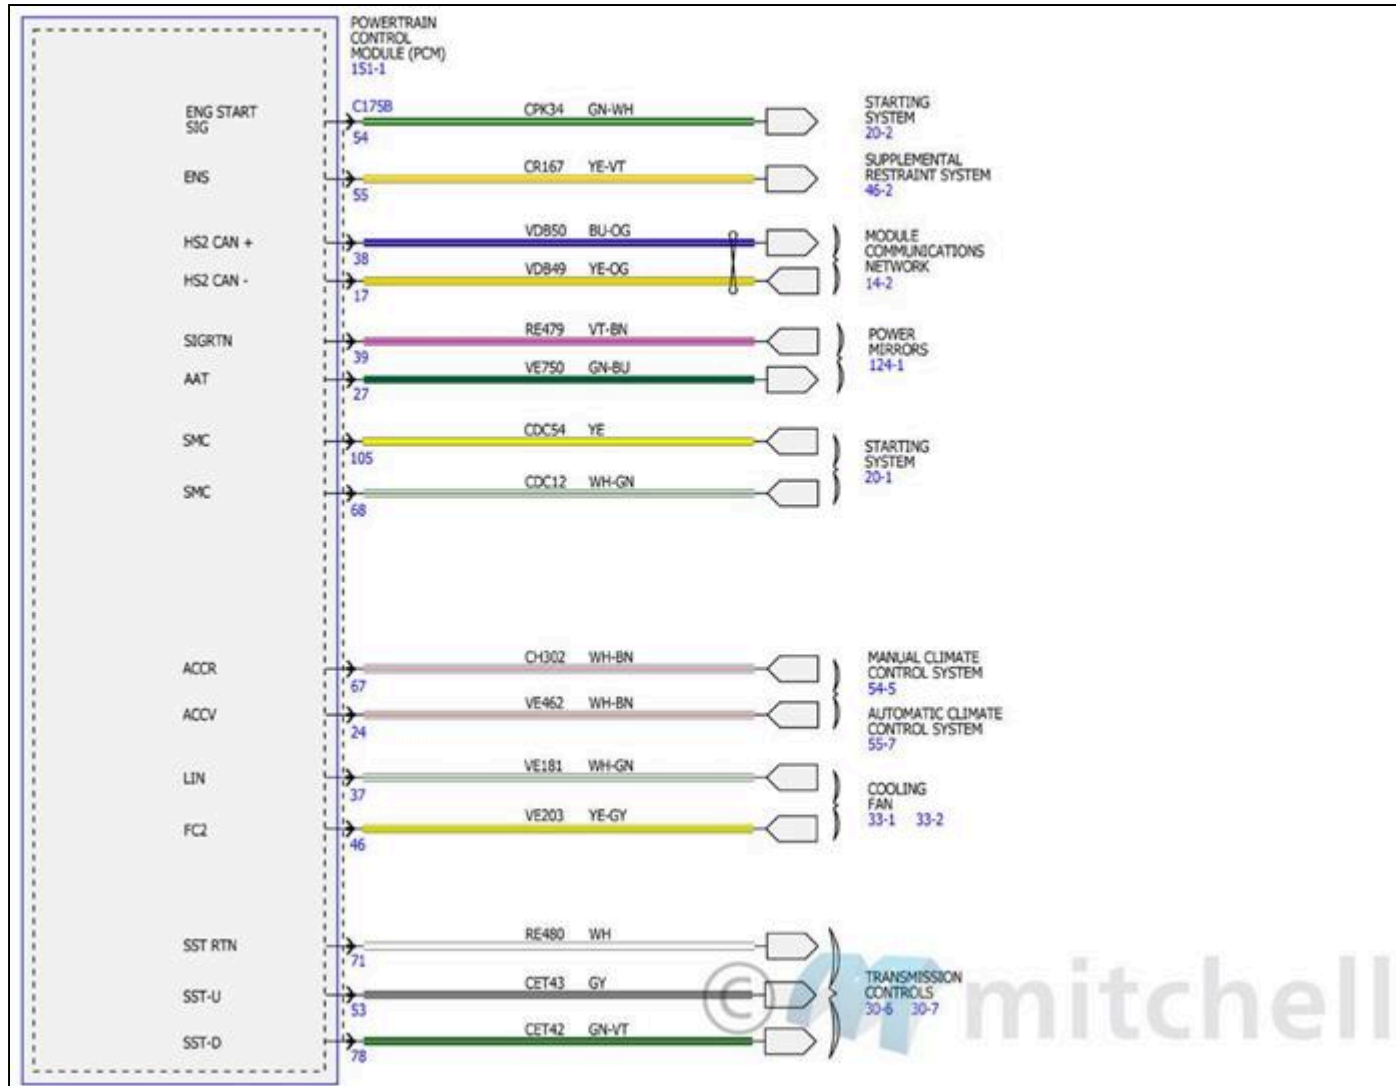 POWERTRAIN
CONTROL
MODULE (PCM)
151-1
C175B
ENG START
SIG
54
CPK34 GN-WH
STARTING
SYSTEM
20-2
ENS
55
CR167 YE-VT
SUPPLEMENTAL
RESTRAINT SYSTEM
46-2
HS2 CAN +
38
VDB50 BU-OG
HS2 CAN -
17
VDB49 YE-OG
MODULE
COMMUNICATIONS
NETWORK
14-2
SIGRTN
39
RE479 VT-BN
AAT
27
VE750 GN-BU
POWER
MIRRORS
124-1
SMC
105
CDC54 YE
SMC
68
CDC12 WH-GN
STARTING
SYSTEM
20-1
ACCR
67
CH302 WH-BN
MANUAL CLIMATE
CONTROL SYSTEM
54-5
ACCV
24
VE462 WH-BN
AUTOMATIC CLIMATE
CONTROL SYSTEM
55-7
LIN
37
VE181 WH-GN
FC2
46
VE203 YE-GY
COOLING
FAN
33-1 33-2
SST RTN
71
RE480 WH
SST-U
53
CET43 GY
SST-D
78
CET42 GN-VT
TRANSMISSION
CONTROLS
30-6 30-7
© mitchell